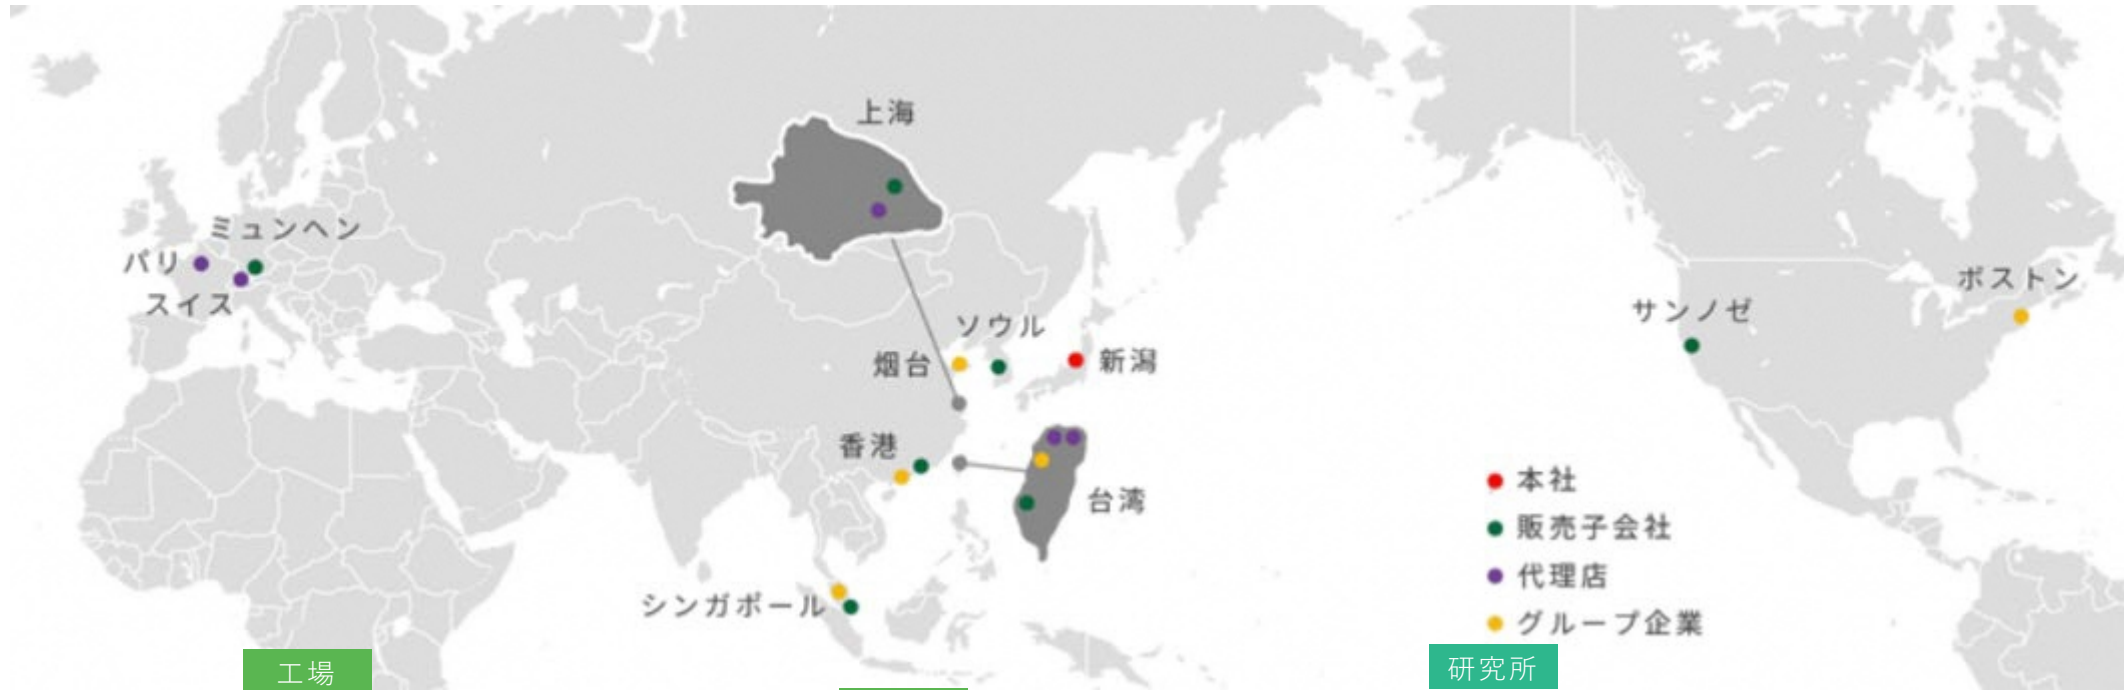 上海
ミュンヘン
パリ
スイス
ボストン
サンノゼ
ソウル
烟台
新潟
香港
台湾
シンガポール
本社
販売子会社
代理店
グループ企業
工場
研究所